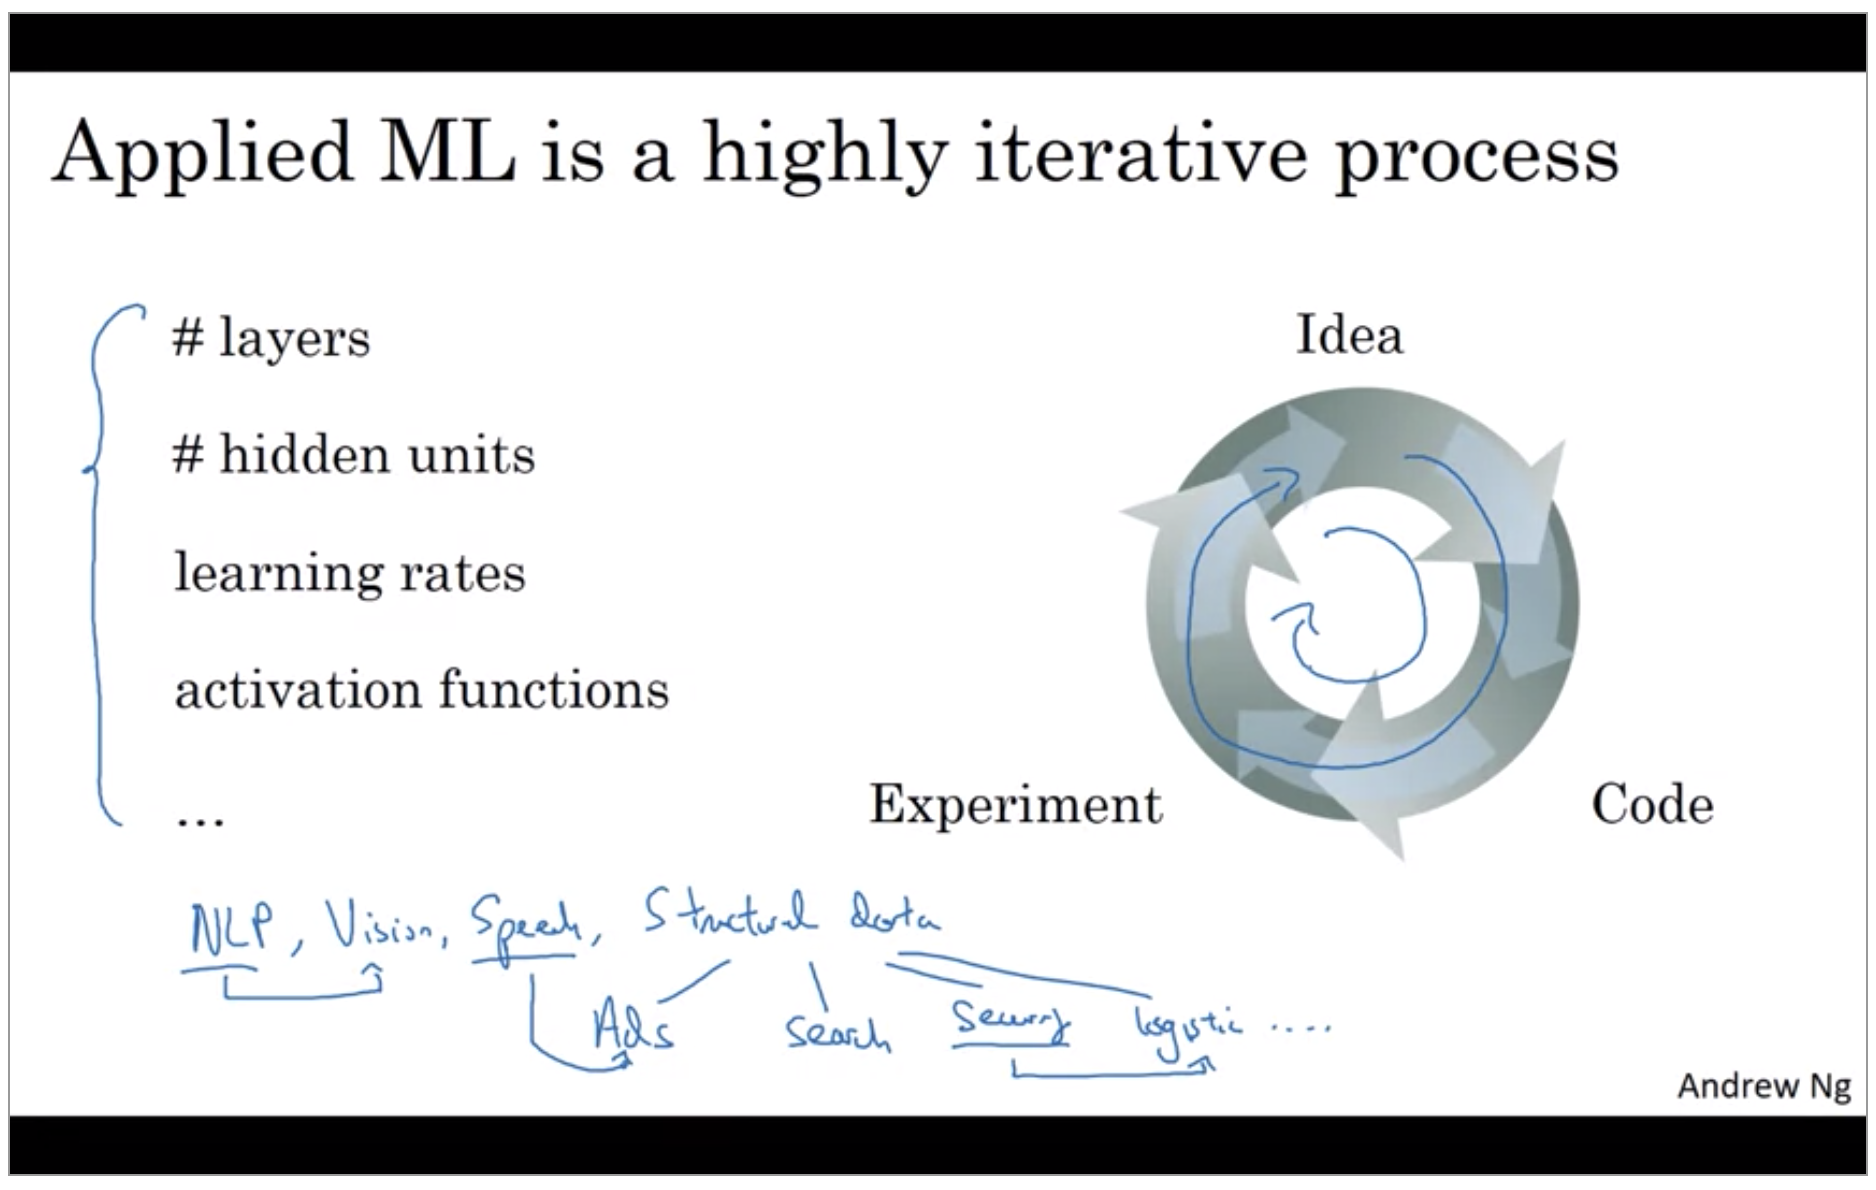 Applied ML is a highly iterative process
# layers
# hidden units
learning rates
activation functions
...
Idea
Experiment
Code
NLP, Vision, Speech, Structured data
Ads search Security logistic ....
Andrew Ng